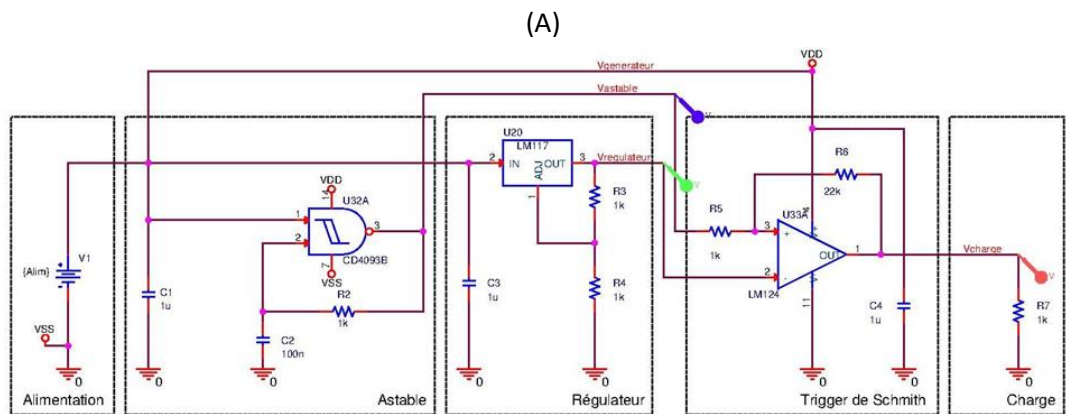 (A)
VDD
Vgenerateur
Vastable
V
U20
LM117
2 IN OUT 3
ADJ
1
Vregulateur
V
R3
1k
R6
22k
VDD
14
U32A
1
2
3
CD4093B
7
VSS
R5
1k
U33A
4
V+
3 +
2 -
OUT 1
V-
LM124
11
Vcharge
V
{Alim}
+
-
V1
VSS
0
C1
1u
0
R2
1k
C2
100n
0
C3
1u
0
R4
1k
0
0
C4
1u
0
R7
1k
0
Alimentation
Astable
Régulateur
Trigger de Schmith
Charge